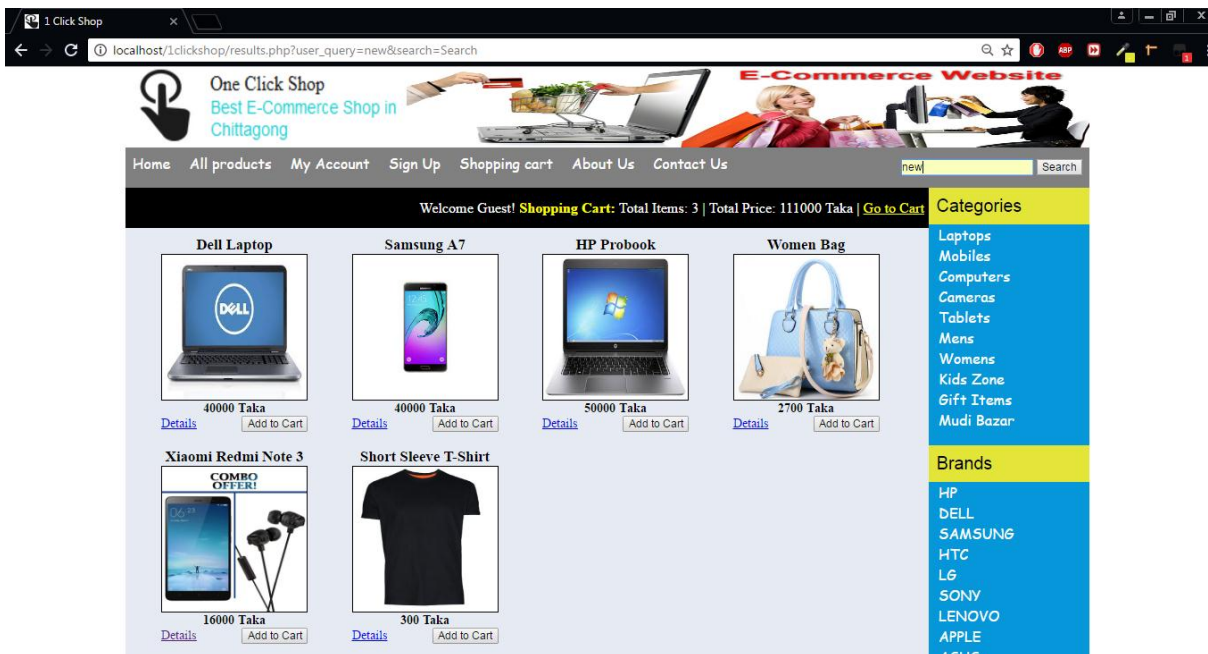 1 Click Shop
localhost/1clickshop/results.php?user_query=new&search=Search
ABP
1
One Click Shop
Best E-Commerce Shop in
Chittagong
E-Commerce Website
Home All products My Account Sign Up Shopping cart About Us Contact Us
new Search
Welcome Guest! Shopping Cart: Total Items: 3 | Total Price: 111000 Taka | Go to Cart
Dell Laptop
DELL
40000 Taka
Details Add to Cart
Samsung A7
12:45
40000 Taka
Details Add to Cart
HP Probook
50000 Taka
Details Add to Cart
Women Bag
2700 Taka
Details Add to Cart
Xiaomi Redmi Note 3
COMBO
OFFER!
16000 Taka
Details Add to Cart
Short Sleeve T-Shirt
300 Taka
Details Add to Cart
Categories
Laptops
Mobiles
Computers
Cameras
Tablets
Mens
Womens
Kids Zone
Gift Items
Mudi Bazar
Brands
HP
DELL
SAMSUNG
HTC
LG
SONY
LENOVO
APPLE